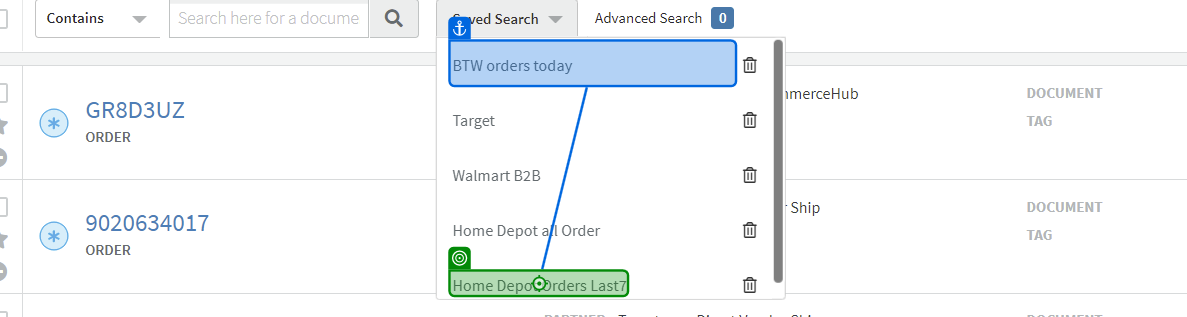 Contains
Search here for a docume
Saved Search
Advanced Search
0
BTW orders today
Target
Walmart B2B
Home Depot all Order
Home Depot Orders Last7
GR8D3UZ
ORDER
mmerceHub
DOCUMENT
TAG
9020634017
ORDER
Ship
DOCUMENT
TAG